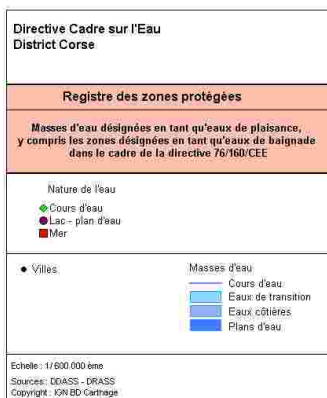 Directive Cadre sur l'Eau
District Corse
Registre des zones protégées
Masses d'eau désignées en tant qu'eaux de plaisance,
y compris les zones désignées en tant qu'eaux de baignade
dans le cadre de la directive 76/160/CEE
Nature de l'eau
Cours d'eau
Lac - plan d'eau
Mer
Villes
Masses d'eau
Cours d'eau
Eaux de transition
Eaux côtières
Plans d'eau
Echelle : 1/600.000 ème
Sources : DDASS - DRASS
Copyright : IGN BD Carthage